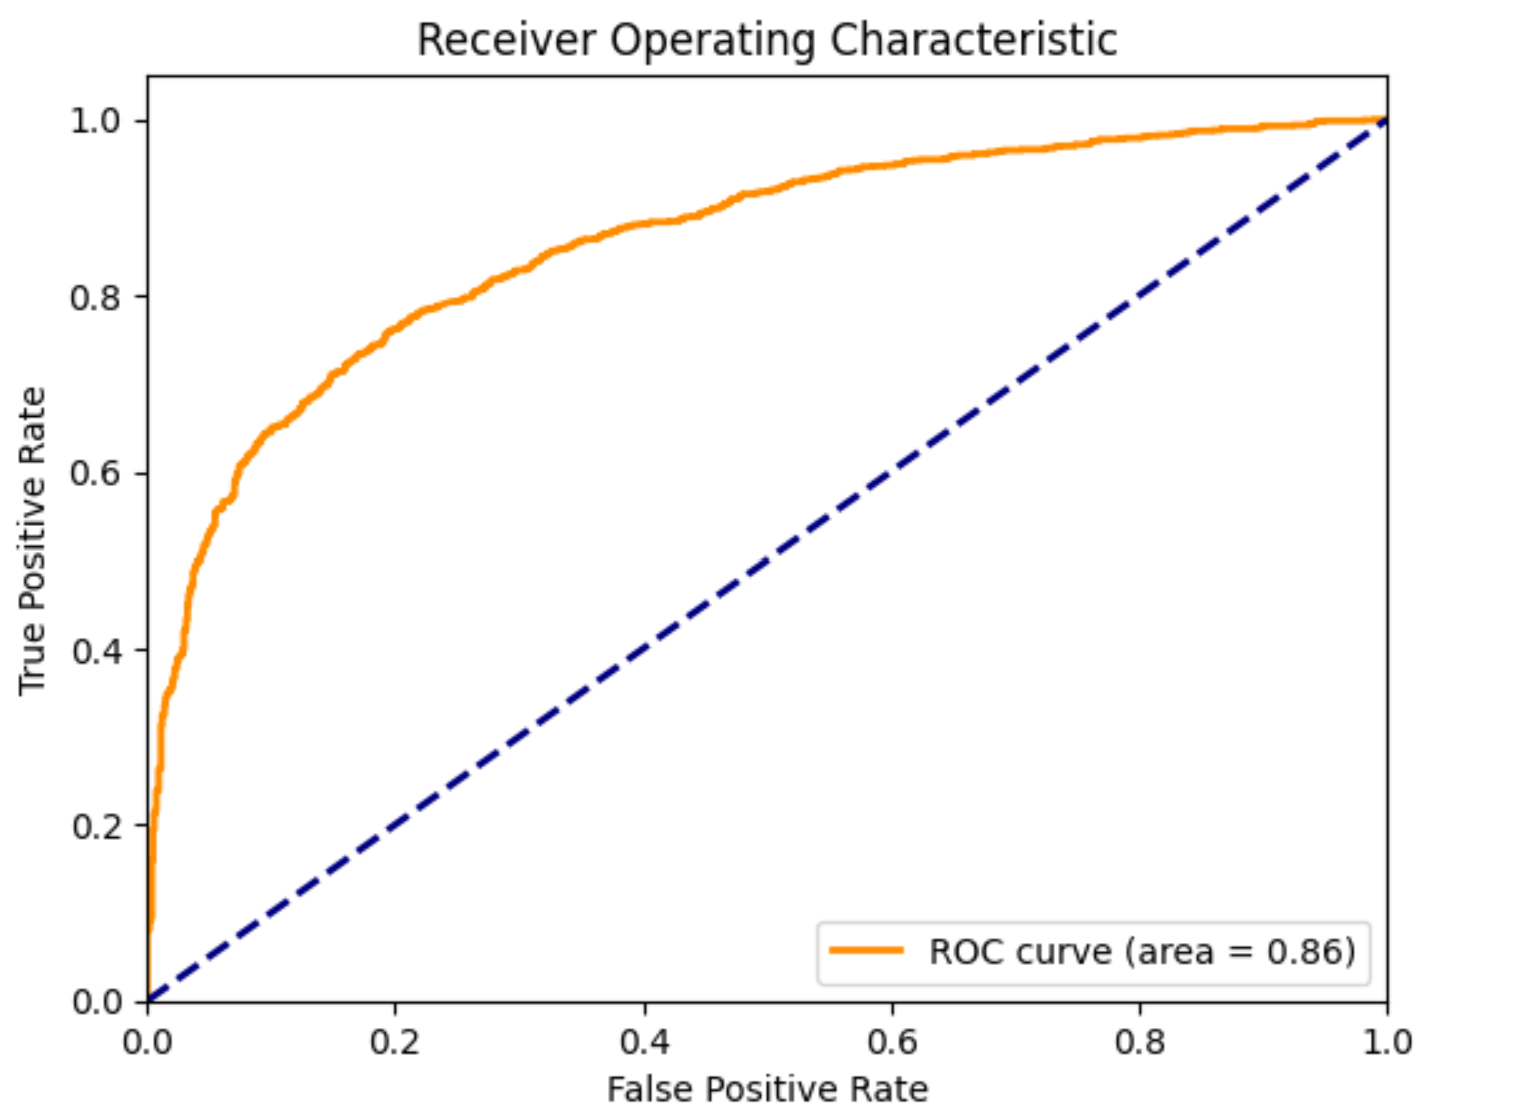 Receiver Operating Characteristic
True Positive Rate
1.0
0.8
0.6
0.4
0.2
0.0
ROC curve (area = 0.86)
0.0 0.2 0.4 0.6 0.8 1.0
False Positive Rate